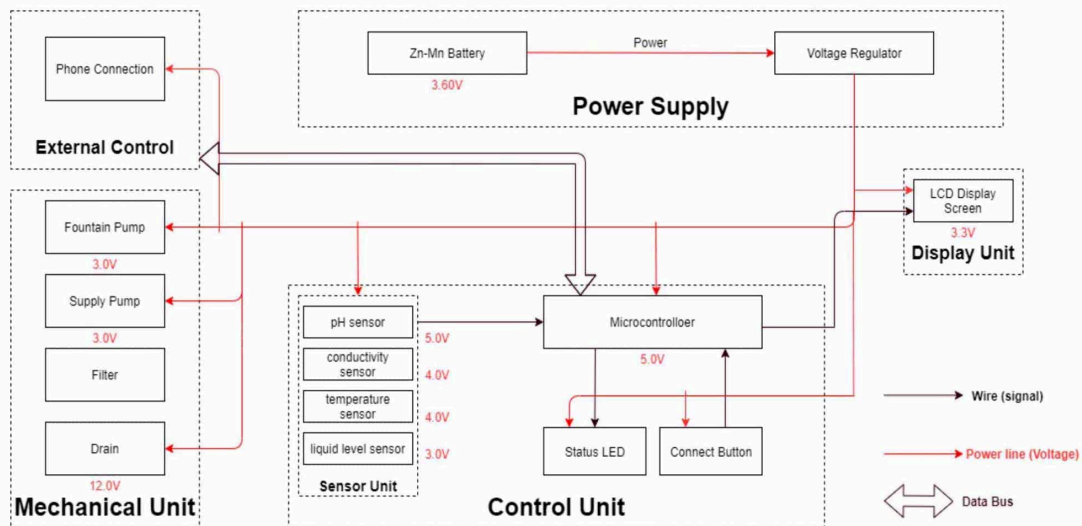 Phone Connection
External Control
Zn-Mn Battery
3.60V
Power
Voltage Regulator
Power Supply
Fountain Pump
3.0V
Supply Pump
3.0V
Filter
Drain
12.0V
Mechanical Unit
LCD Display
Screen
3.3V
Display Unit
pH sensor
5.0V
conductivity
sensor
4.0V
temperature
sensor
4.0V
liquid level sensor
3.0V
Sensor Unit
Microcontrolloer
5.0V
Status LED
Connect Button
Control Unit
Wire (signal)
Power line (Voltage)
Data Bus